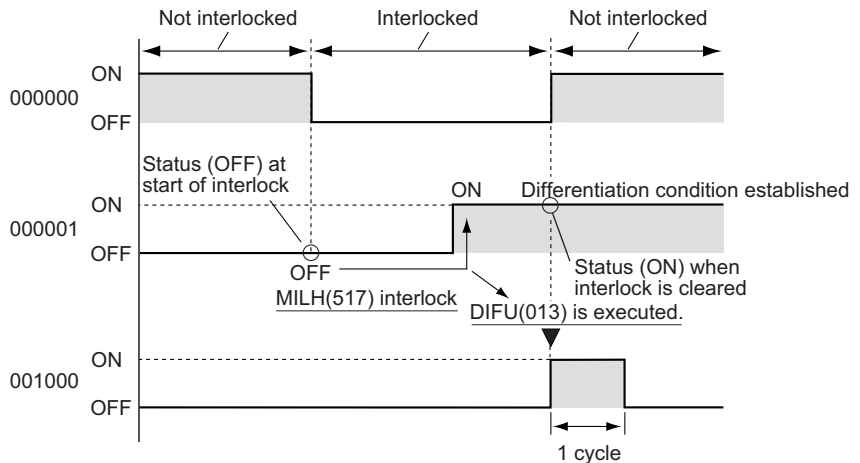 Not interlocked Interlocked Not interlocked
ON
000000
OFF
Status (OFF) at
start of interlock
ON Differentiation condition established
ON
000001
OFF
OFF
Status (ON) when
interlock is cleared
MILH(517) interlock
DIFU(013) is executed.
ON
001000
OFF
1 cycle